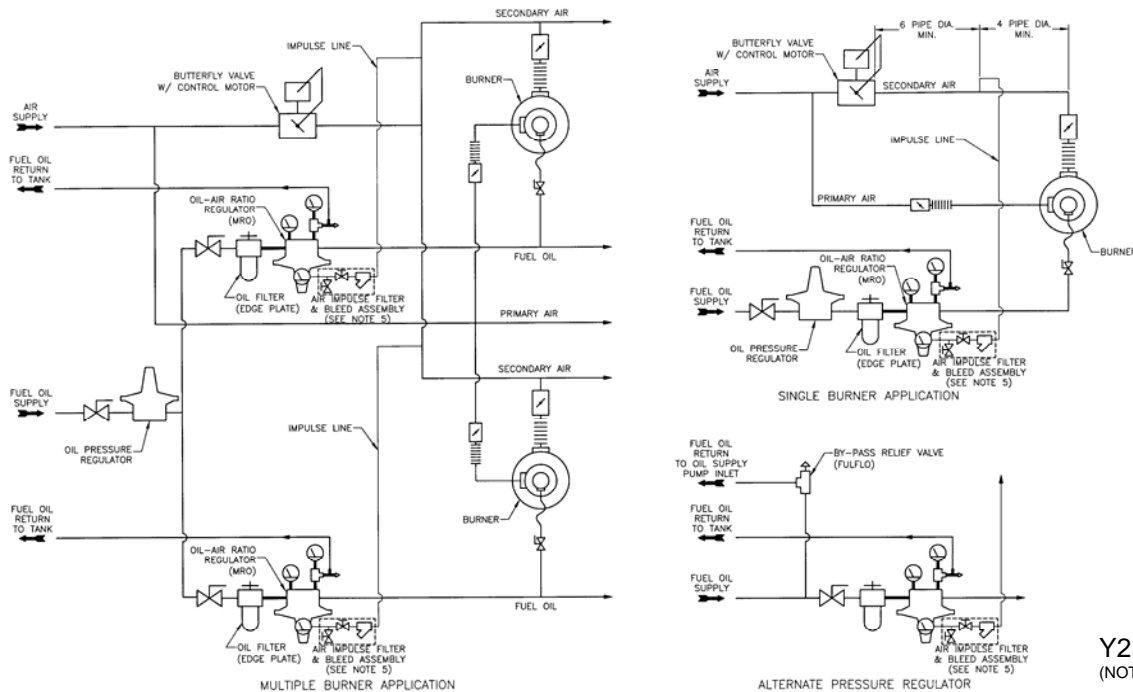 SECONDARY AIR
IMPULSE LINE
BUTTERFLY VALVE
W/ CONTROL MOTOR
BURNER
AIR
SUPPLY
FUEL OIL
RETURN
TO TANK
OIL-AIR RATIO
REGULATOR
(MRO)
FUEL OIL
OIL FILTER
(EDGE PLATE)
AIR IMPULSE FILTER
& BLEED ASSEMBLY
(SEE NOTE 5)
PRIMARY AIR
SECONDARY AIR
FUEL OIL
SUPPLY
OIL PRESSURE
REGULATOR
IMPULSE LINE
BURNER
FUEL OIL
RETURN
TO TANK
OIL-AIR RATIO
REGULATOR
(MRO)
FUEL OIL
OIL FILTER
(EDGE PLATE)
AIR IMPULSE FILTER
& BLEED ASSEMBLY
(SEE NOTE 5)
MULTIPLE BURNER APPLICATION
6 PIPE DIA.
MIN.
4 PIPE DIA.
MIN.
BUTTERFLY VALVE
W/ CONTROL MOTOR
AIR
SUPPLY
SECONDARY AIR
IMPULSE LINE
PRIMARY AIR
FUEL OIL
RETURN
TO TANK
OIL-AIR RATIO
REGULATOR
(MRO)
BURNER
FUEL OIL
SUPPLY
OIL PRESSURE
REGULATOR
OIL FILTER
(EDGE PLATE)
AIR IMPULSE FILTER
& BLEED ASSEMBLY
(SEE NOTE 5)
SINGLE BURNER APPLICATION
FUEL OIL
RETURN
TO OIL SUPPLY
PUMP INLET
BY-PASS RELIEF VALVE
(FULFLO)
FUEL OIL
RETURN
TO TANK
FUEL OIL
SUPPLY
AIR IMPULSE FILTER
& BLEED ASSEMBLY
(SEE NOTE 5)
ALTERNATE PRESSURE REGULATOR
Y2
(NOT